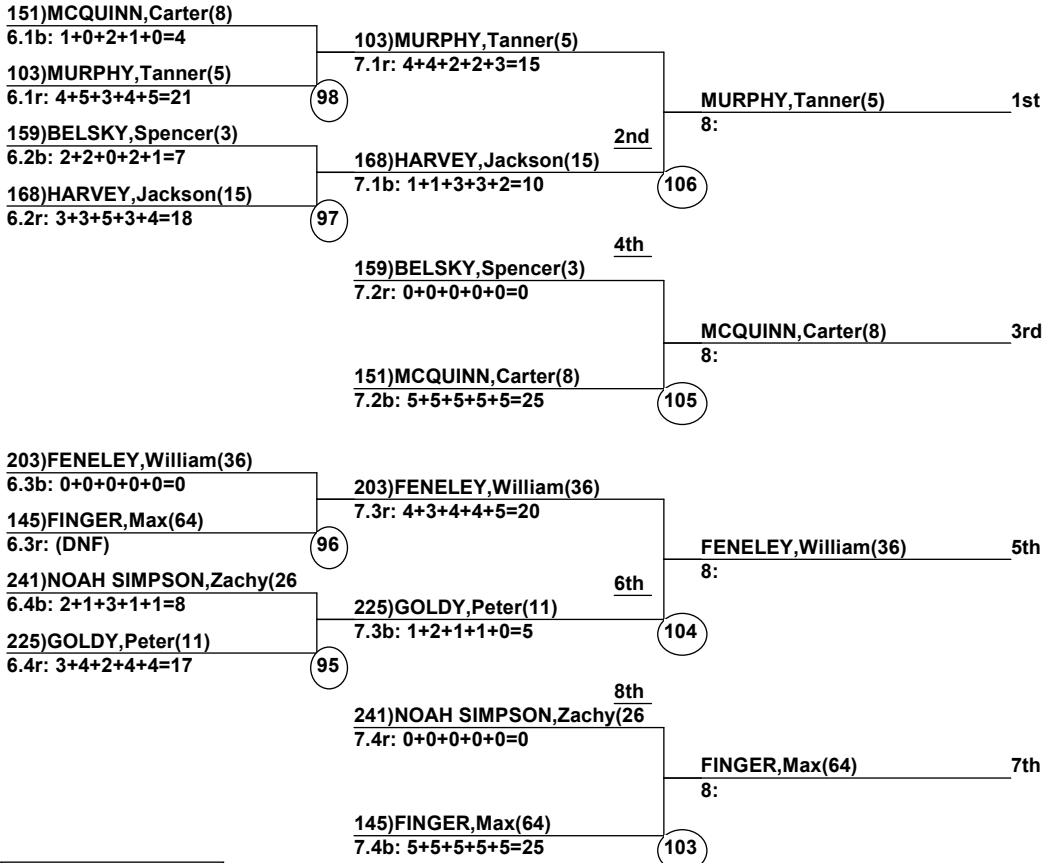 151)MCQUINN,Carter(8)
6.1b: 1+0+2+1+0=4
103)MURPHY,Tanner(5)
7.1r: 4+4+2+2+3=15
103)MURPHY,Tanner(5)
6.1r: 4+5+3+4+5=21
98
MURPHY,Tanner(5) 1st
8:
159)BELSKY,Spencer(3)
6.2b: 2+2+0+2+1=7
2nd
168)HARVEY,Jackson(15)
7.1b: 1+1+3+3+2=10
106
168)HARVEY,Jackson(15)
6.2r: 3+3+5+3+4=18
97
4th
159)BELSKY,Spencer(3)
7.2r: 0+0+0+0+0=0
MCQUINN,Carter(8) 3rd
8:
151)MCQUINN,Carter(8)
7.2b: 5+5+5+5+5=25
105
203)FENELEY,William(36)
6.3b: 0+0+0+0+0=0
203)FENELEY,William(36)
7.3r: 4+3+4+4+5=20
145)FINGER,Max(64)
6.3r: (DNF)
96
FENELEY,William(36) 5th
8:
241)NOAH SIMPSON,Zachy(26
6.4b: 2+1+3+1+1=8
6th
225)GOLDY,Peter(11)
7.3b: 1+2+1+1+0=5
104
225)GOLDY,Peter(11)
6.4r: 3+4+2+4+4=17
95
8th
241)NOAH SIMPSON,Zachy(26
7.4r: 0+0+0+0+0=0
FINGER,Max(64) 7th
8:
145)FINGER,Max(64)
7.4b: 5+5+5+5+5=25
103